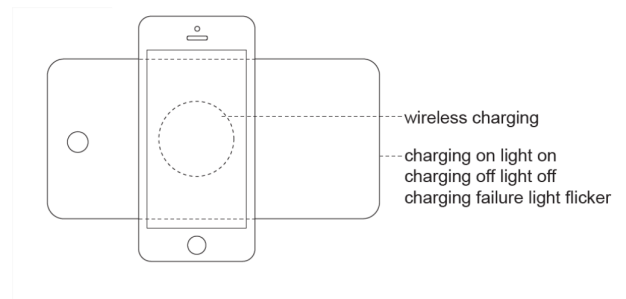 wireless charging
charging on light on
charging off light off
charging failure light flicker